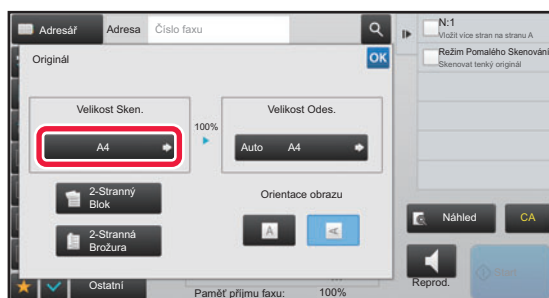 Adresář
Adresa
Číslo faxu
N:1
Vložit více stran na stranu A
Originál
OK
Režim Pomalého Skenování
Skenovat tenký originál
Velikost Sken.
Velikost Odes.
100%
A4
Auto A4
2-Stranný
Blok
Orientace obrazu
2-Stranná
Brožura
A
A
Náhled
CA
Ostatní
Paměť příjmu faxu: 100%
Reprod.
Start